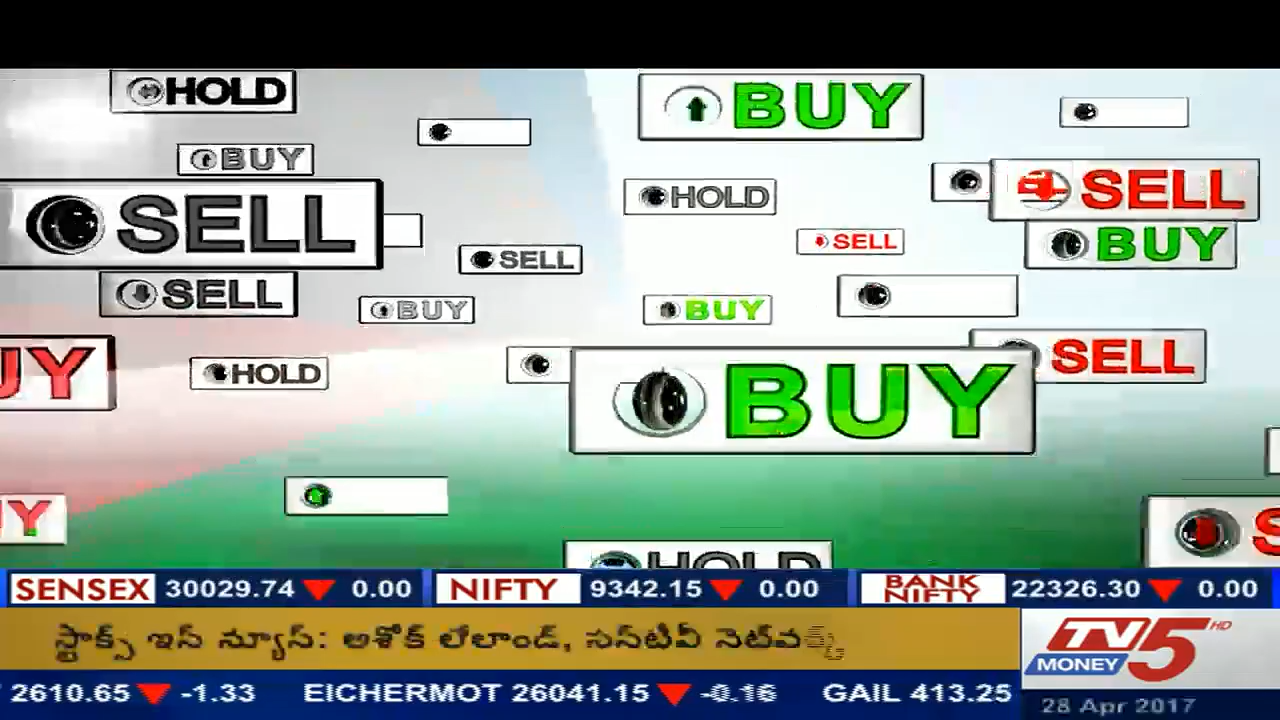 HOLD
BUY
BUY
SELL
HOLD
SELL
SELL
SELL
BUY
SELL
BUY
BUY
HOLD
SELL
BUY
HOLD
SENSEX 30029.74 0.00 NIFTY 9342.15 0.00 BANK NIFTY 22326.30 0.00
స్టాక్స్ ఇన్ న్యూస్: అశోక్ లేలాండ్, సన్‌టీవీ
TV5 HD
MONEY
2610.65 -1.33 EICHERMOT 26041.15 -0.16 GAIL 413.25
28 Apr 2017